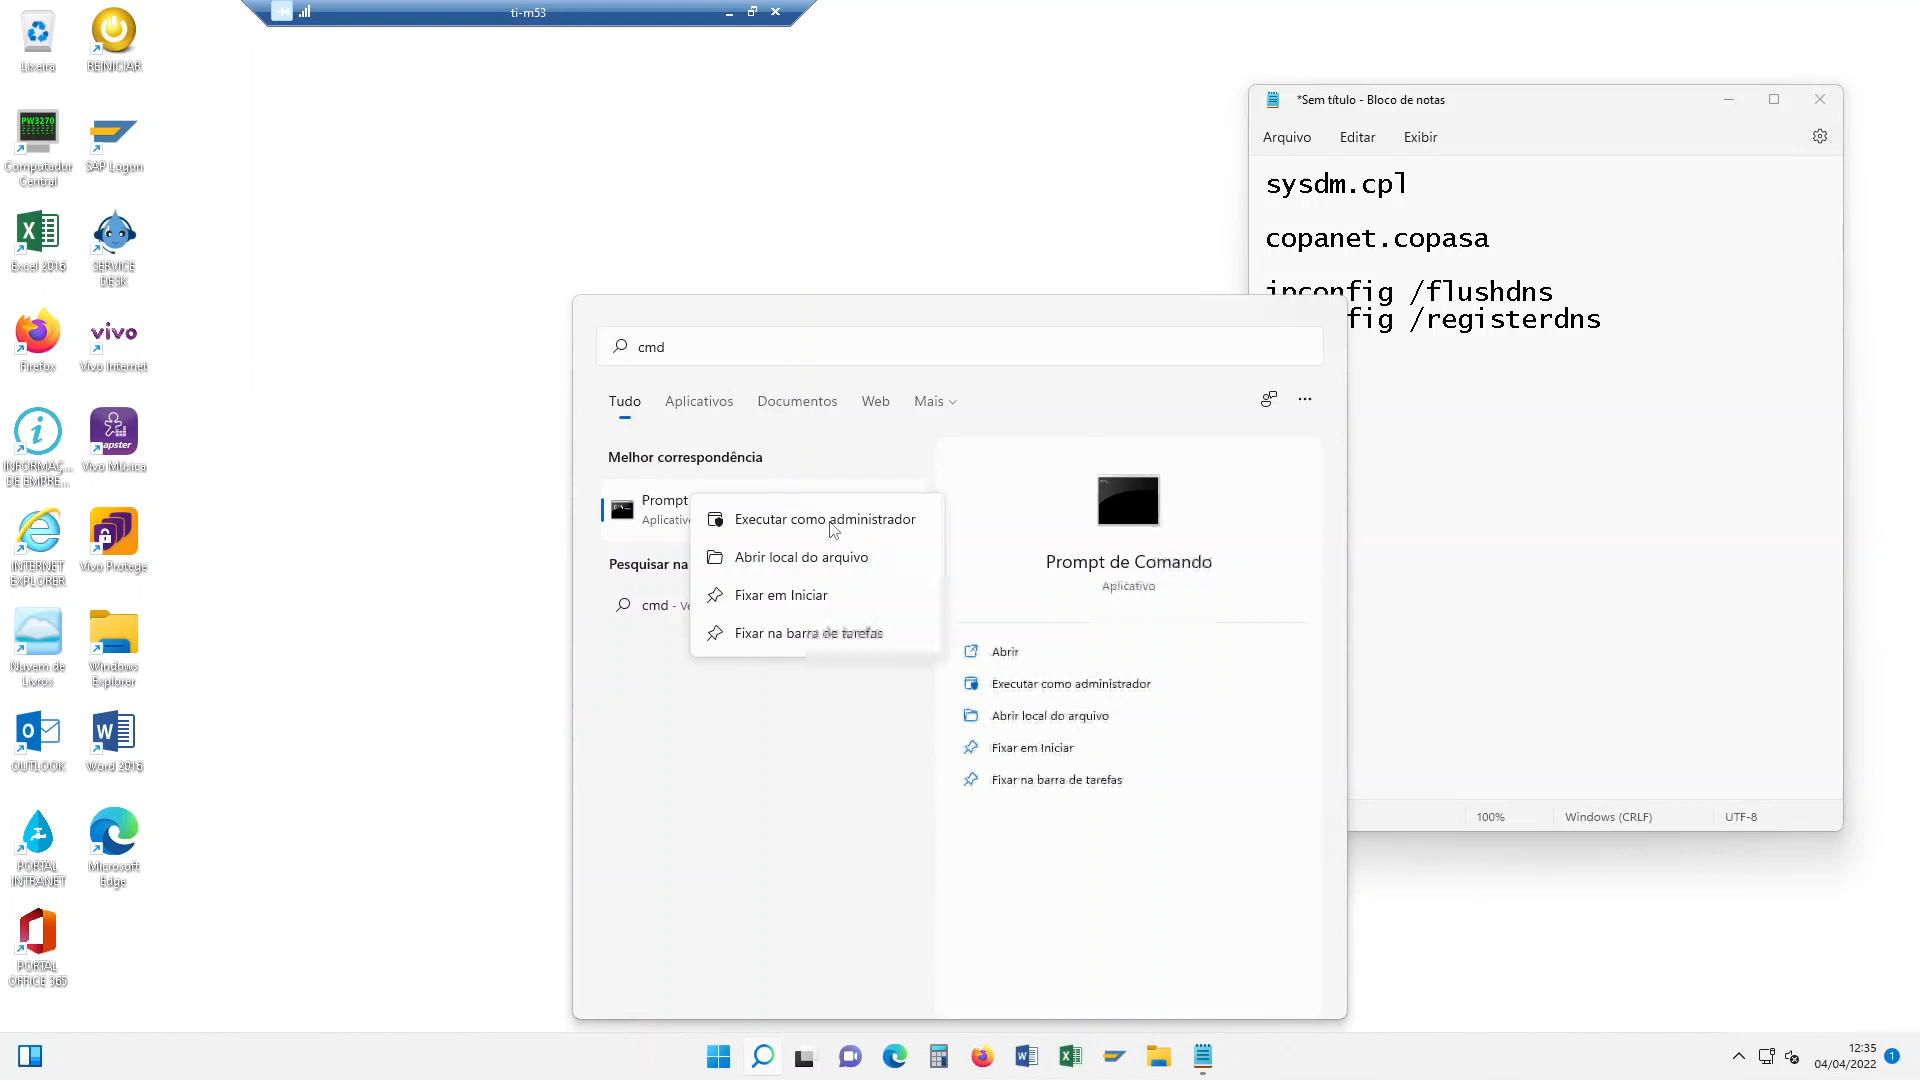 ti-m53
Lixeira
REINICIAR
PW3270
Computador
Central
SAP Logon
Excel 2016
SERVICE
DESK
Firefox
vivo
Vivo Internet
INFORMAÇ...
DE EMPRE...
apster
Vivo Música
INTERNET
EXPLORER
Vivo Protege
Nuvem de
Livros
Windows
Explorer
OUTLOOK
Word 2016
PORTAL
INTRANET
Microsoft
Edge
PORTAL
OFFICE 365
*Sem título - Bloco de notas
Arquivo Editar Exibir
sysdm.cpl
copanet.copasa
ipconfig /flushdns
fig /registerdns
100% Windows (CRLF) UTF-8
cmd
Tudo Aplicativos Documentos Web Mais
Melhor correspondência
Prompt
Aplicativo
Pesquisar na
cmd - Ve
Executar como administrador
Abrir local do arquivo
Fixar em Iniciar
Fixar na barra de tarefas
Prompt de Comando
Aplicativo
Abrir
Executar como administrador
Abrir local do arquivo
Fixar em Iniciar
Fixar na barra de tarefas
12:35
04/04/2022
1